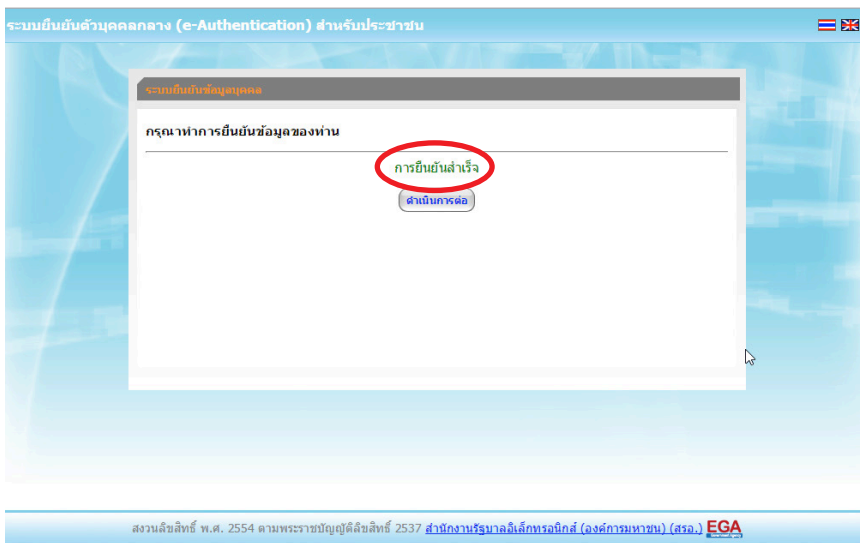 ระบบยืนยันตัวบุคคลกลาง (e-Authentication) สำหรับประชาชน
ระบบยืนยันข้อมูลบุคคล
กรุณาทำการยืนยันข้อมูลของท่าน
การยืนยันสำเร็จ
ดำเนินการต่อ
สงวนลิขสิทธิ์ พ.ศ. 2554 ตามพระราชบัญญัติลิขสิทธิ์ 2537 สำนักงานรัฐบาลอิเล็กทรอนิกส์ (องค์การมหาชน) (สรอ.) EGA